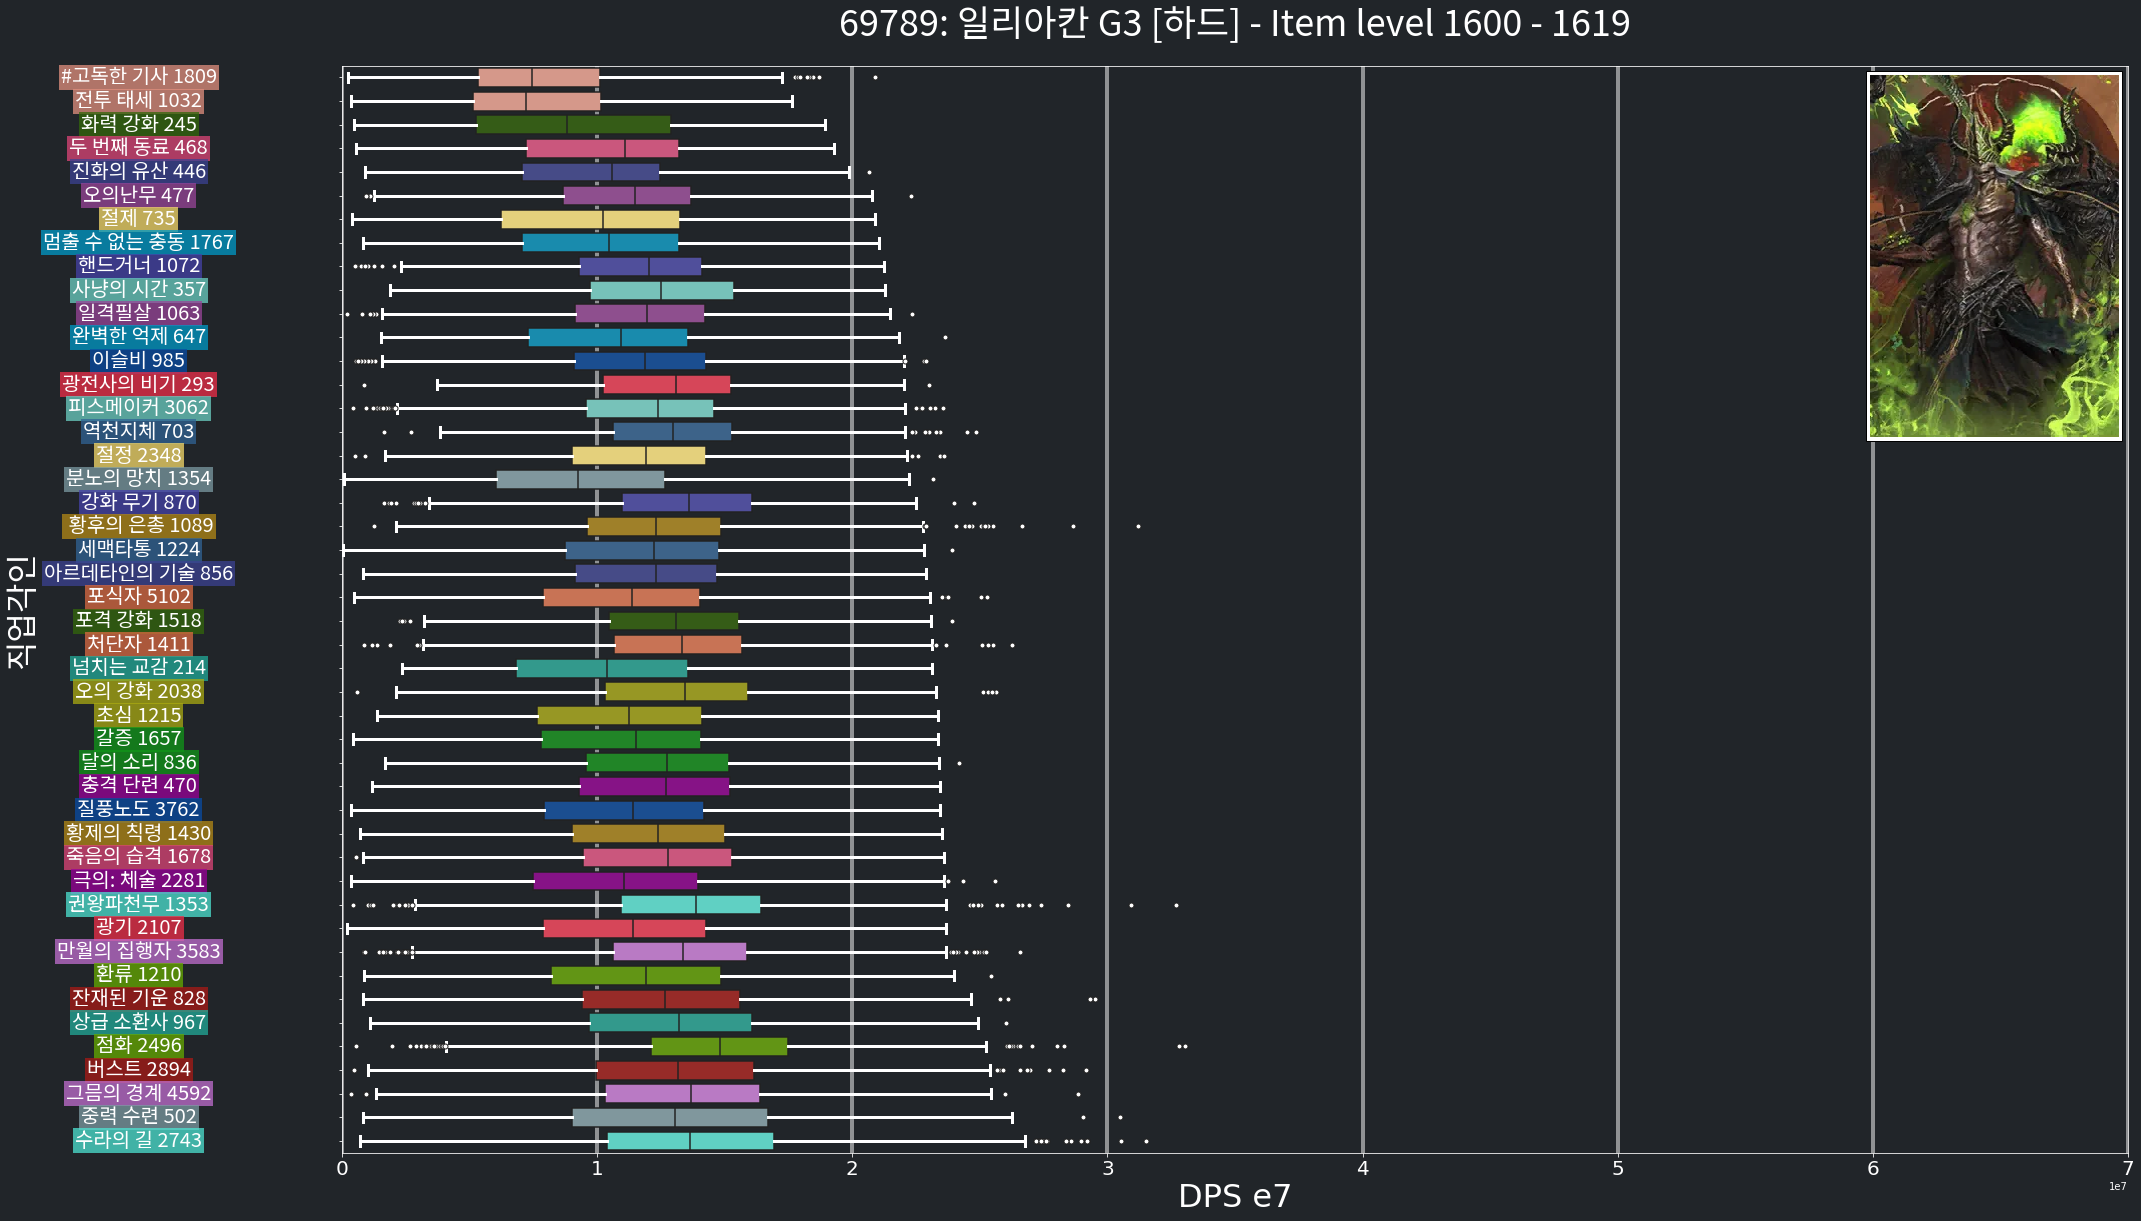 69789: 일리아칸 G3 [하드] - Item level 1600 - 1619
#고독한 기사 1809
전투 태세 1032
화력 강화 245
두 번째 동료 468
진화의 유산 446
오의난무 477
절제 735
멈출 수 없는 충동 1767
핸드거너 1072
사냥의 시간 357
일격필살 1063
완벽한 억제 647
이슬비 985
광전사의 비기 293
피스메이커 3062
역천지체 703
절정 2348
분노의 망치 1354
강화 무기 870
황후의 은총 1089
세맥타통 1224
아르데타인의 기술 856
포식자 5102
포격 강화 1518
처단자 1411
넘치는 교감 214
오의 강화 2038
초심 1215
갈증 1657
달의 소리 836
충격 단련 470
질풍노도 3762
황제의 칙령 1430
죽음의 습격 1678
극의: 체술 2281
권왕파천무 1353
광기 2107
만월의 집행자 3583
환류 1210
잔재된 기운 828
상급 소환사 967
점화 2496
버스트 2894
그믐의 경계 4592
중력 수련 502
수라의 길 2743
직업각인
0 1 2 3 4 5 6 7
1e7
DPS e7